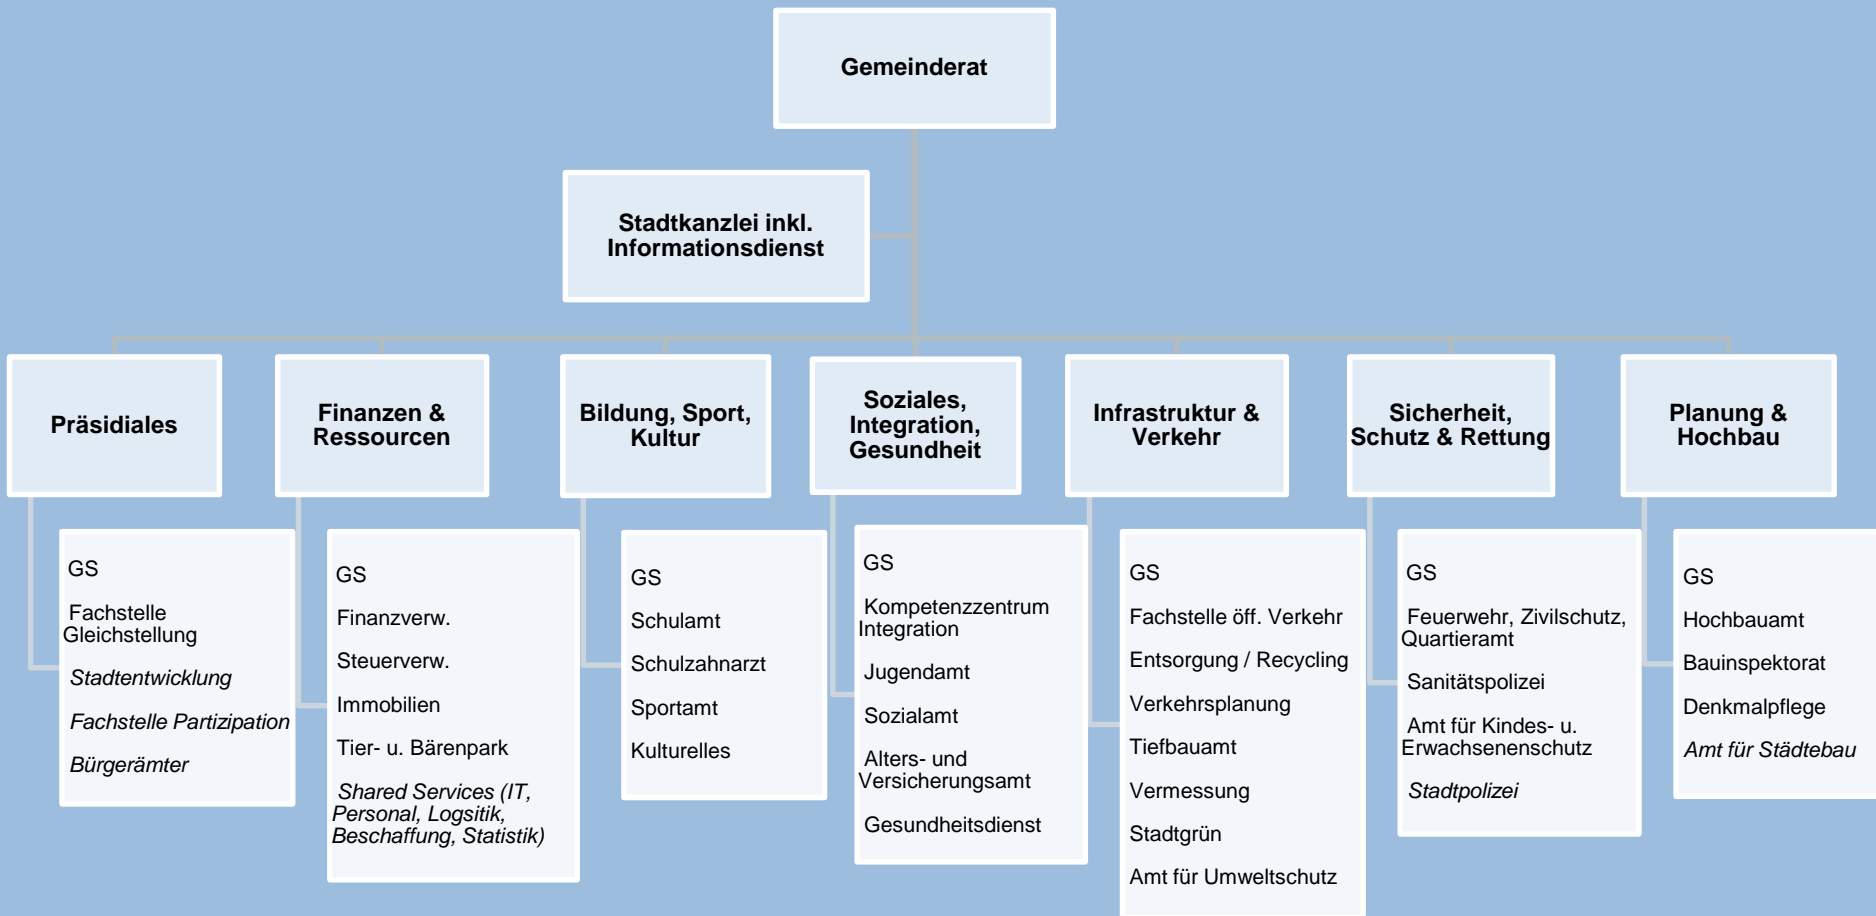 Gemeinderat
Stadtkanzlei inkl.
Informationsdienst
Präsidiales
Finanzen &
Ressourcen
Bildung, Sport,
Kultur
Soziales,
Integration,
Gesundheit
Infrastruktur &
Verkehr
Sicherheit,
Schutz & Rettung
Planung &
Hochbau
GS
Fachstelle
Gleichstellung
Stadtentwicklung
Fachstelle Partizipation
Bürgerämter
GS
Finanzverw.
Steuerverw.
Immobilien
Tier- u. Bärenpark
Shared Services (IT,
Personal, Logsitik,
Beschaffung, Statistik)
GS
Schulamt
Schulzahnarzt
Sportamt
Kulturelles
GS
Kompetenzzentrum
Integration
Jugendamt
Sozialamt
Alters- und
Versicherungsamt
Gesundheitsdienst
GS
Fachstelle öff. Verkehr
Entsorgung / Recycling
Verkehrsplanung
Tiefbauamt
Vermessung
Stadtgrün
Amt für Umweltschutz
GS
Feuerwehr, Zivilschutz,
Quartieramt
Sanitätspolizei
Amt für Kindes- u.
Erwachsenenschutz
Stadtpolizei
GS
Hochbauamt
Bauinspektorat
Denkmalpflege
Amt für Städtebau